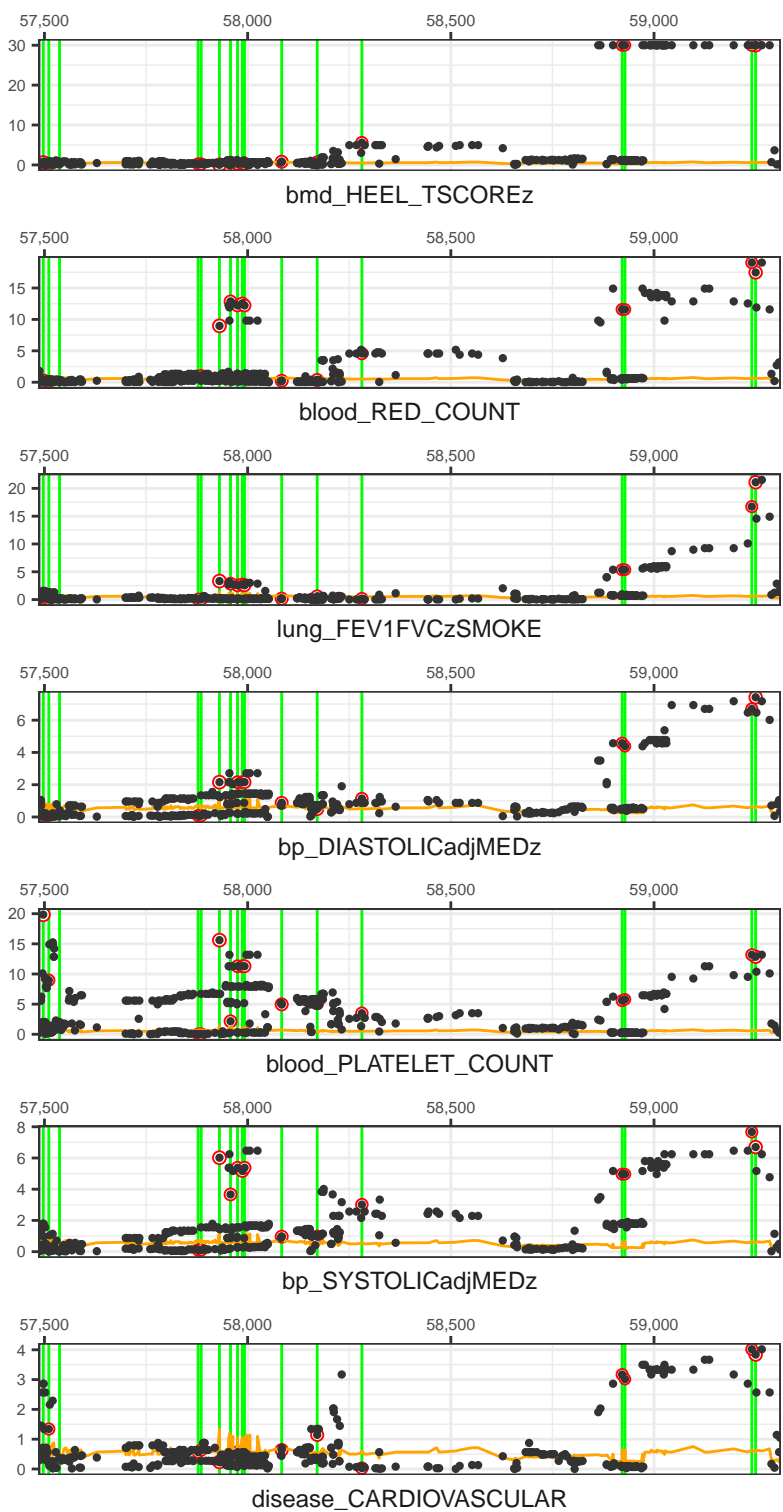 57,500 58,000 58,500 59,000
30
20
10
0
bmd_HEEL_TSCOREz
57,500 58,000 58,500 59,000
15
10
5
0
blood_RED_COUNT
57,500 58,000 58,500 59,000
20
15
10
5
0
lung_FEV1FVCzSMOKE
57,500 58,000 58,500 59,000
6
4
2
0
bp_DIASTOLICadjMEDz
57,500 58,000 58,500 59,000
20
15
10
5
0
blood_PLATELET_COUNT
57,500 58,000 58,500 59,000
8
6
4
2
0
bp_SYSTOLICadjMEDz
57,500 58,000 58,500 59,000
4
3
2
1
0
disease_CARDIOVASCULAR